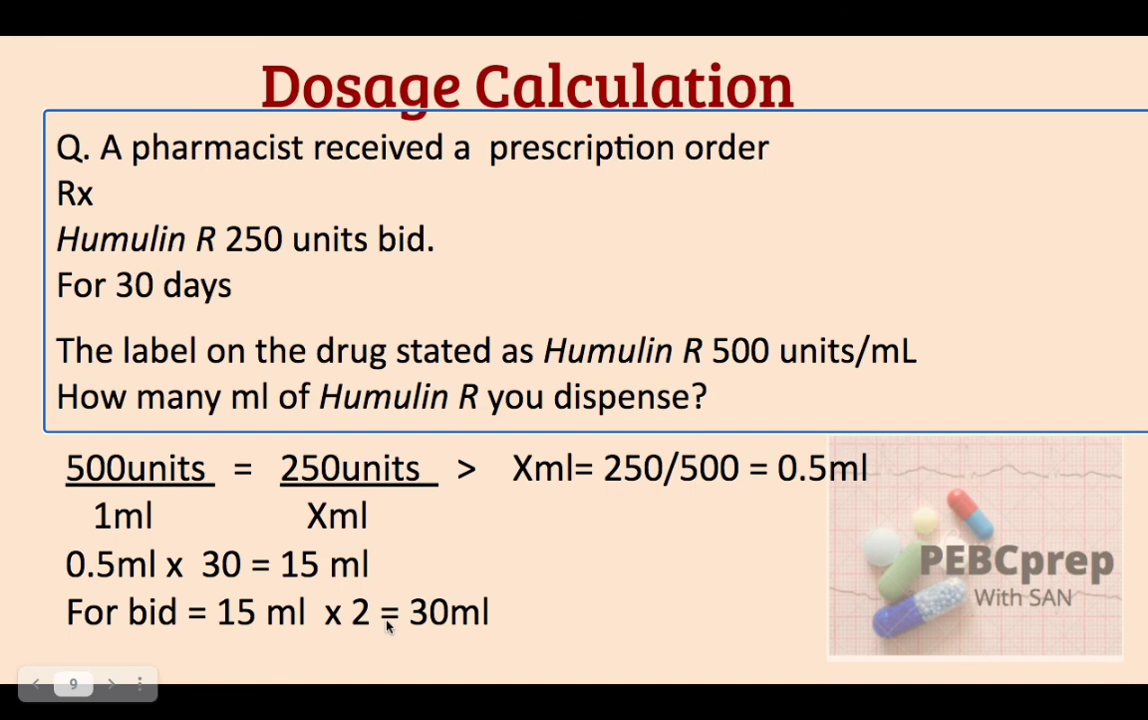 Dosage Calculation
Q. A pharmacist received a prescription order
Rx
Humulin R 250 units bid.
For 30 days
The label on the drug stated as Humulin R 500 units/mL
How many ml of Humulin R you dispense?
500units = 250units > Xml= 250/500 = 0.5ml
1ml Xml
0.5ml x 30 = 15 ml
For bid = 15 ml x 2 = 30ml
PEBCprep
With SAN
9